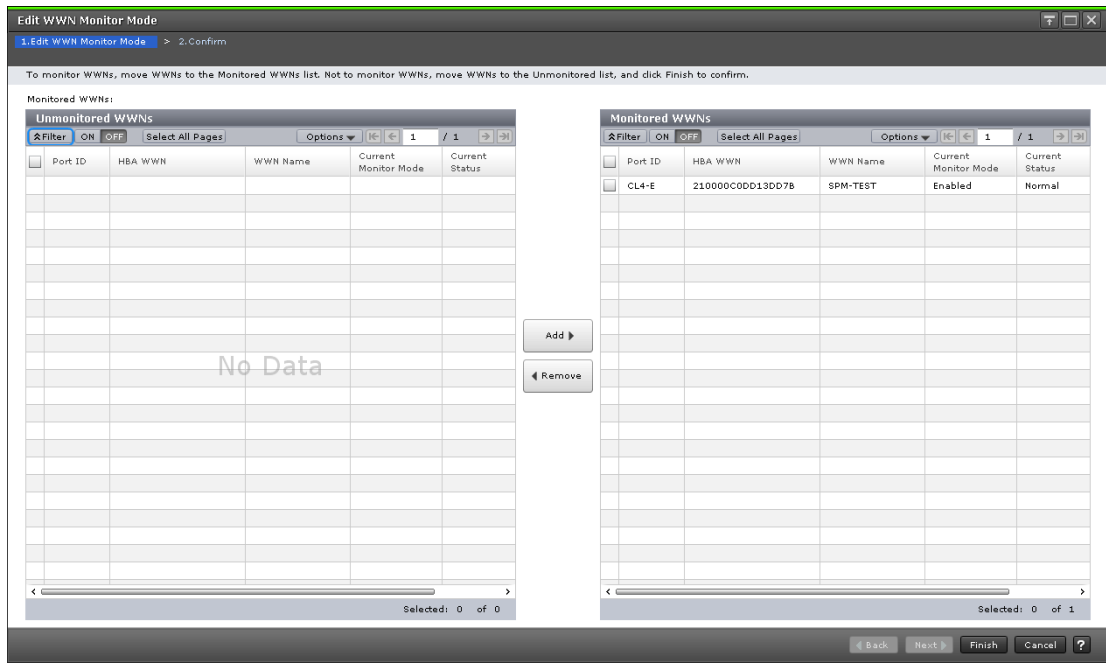 Edit WWN Monitor Mode
1.Edit WWN Monitor Mode > 2.Confirm
To monitor WWNs, move WWNs to the Monitored WWNs list. Not to monitor WWNs, move WWNs to the Unmonitored list, and click Finish to confirm.
Monitored WWNs:
Unmonitored WWNs
Filter ON OFF Select All Pages Options 1 / 1
Port ID HBA WWN WWN Name Current Monitor Mode Current Status
No Data
Selected: 0 of 0
Add
Remove
Monitored WWNs
Filter ON OFF Select All Pages Options 1 / 1
Port ID HBA WWN WWN Name Current Monitor Mode Current Status
CL4-E 210000C0DD13DD7B SPM-TEST Enabled Normal
Selected: 0 of 1
Back Next Finish Cancel ?